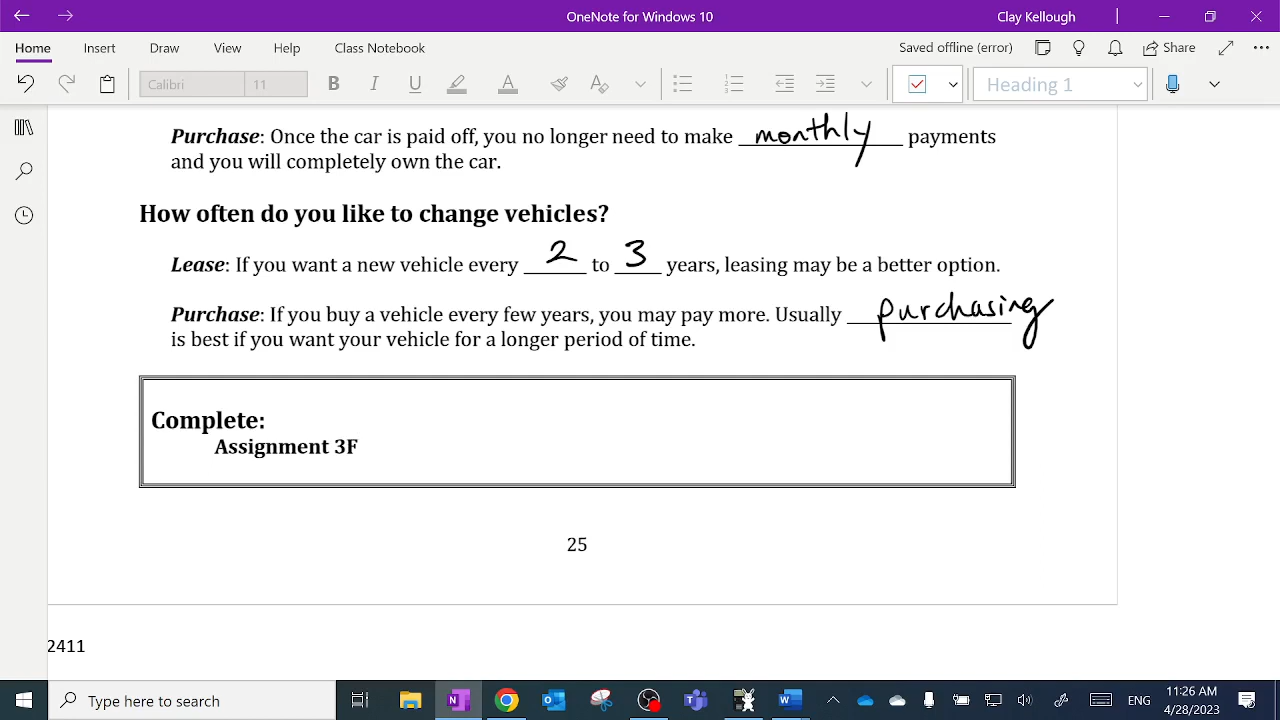 OneNote for Windows 10
Clay Kellough
Home Insert Draw View Help Class Notebook
Saved offline (error) Share
Calibri 11 B I U A Heading 1
Purchase: Once the car is paid off, you no longer need to make monthly payments
and you will completely own the car.
How often do you like to change vehicles?
Lease: If you want a new vehicle every 2 to 3 years, leasing may be a better option.
Purchase: If you buy a vehicle every few years, you may pay more. Usually purchasing
is best if you want your vehicle for a longer period of time.
Complete:
Assignment 3F
25
2411
Type here to search
ENG
11:26 AM
4/28/2023